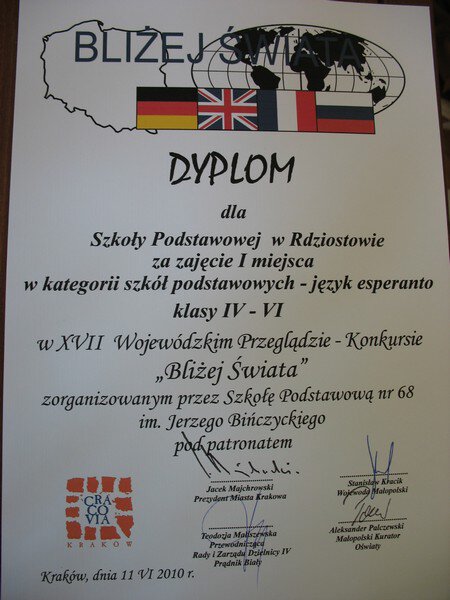 BLIŻEJ ŚWIATA
DYPLOM
dla
Szkoły Podstawowej w Rdziostowie
za zajęcie I miejsca
w kategorii szkół podstawowych - język esperanto
klasy IV - VI
w XVII Wojewódzkim Przeglądzie - Konkursie
„Bliżej Świata”
zorganizowanym przez Szkołę Podstawową nr 68
im. Jerzego Bińczyckiego
pod patronatem
Jacek Majchrowski
Prezydent Miasta Krakowa
Stanisław Kracik
Wojewoda Małopolski
Teodozja Maliszewska
Przewodnicząca
Rady i Zarządu Dzielnicy IV
Prądnik Biały
Aleksander Palczewski
Małopolski Kurator
Oświaty
CRA
CO
VIA
KRAKÓW
Kraków, dnia 11 VI 2010 r.